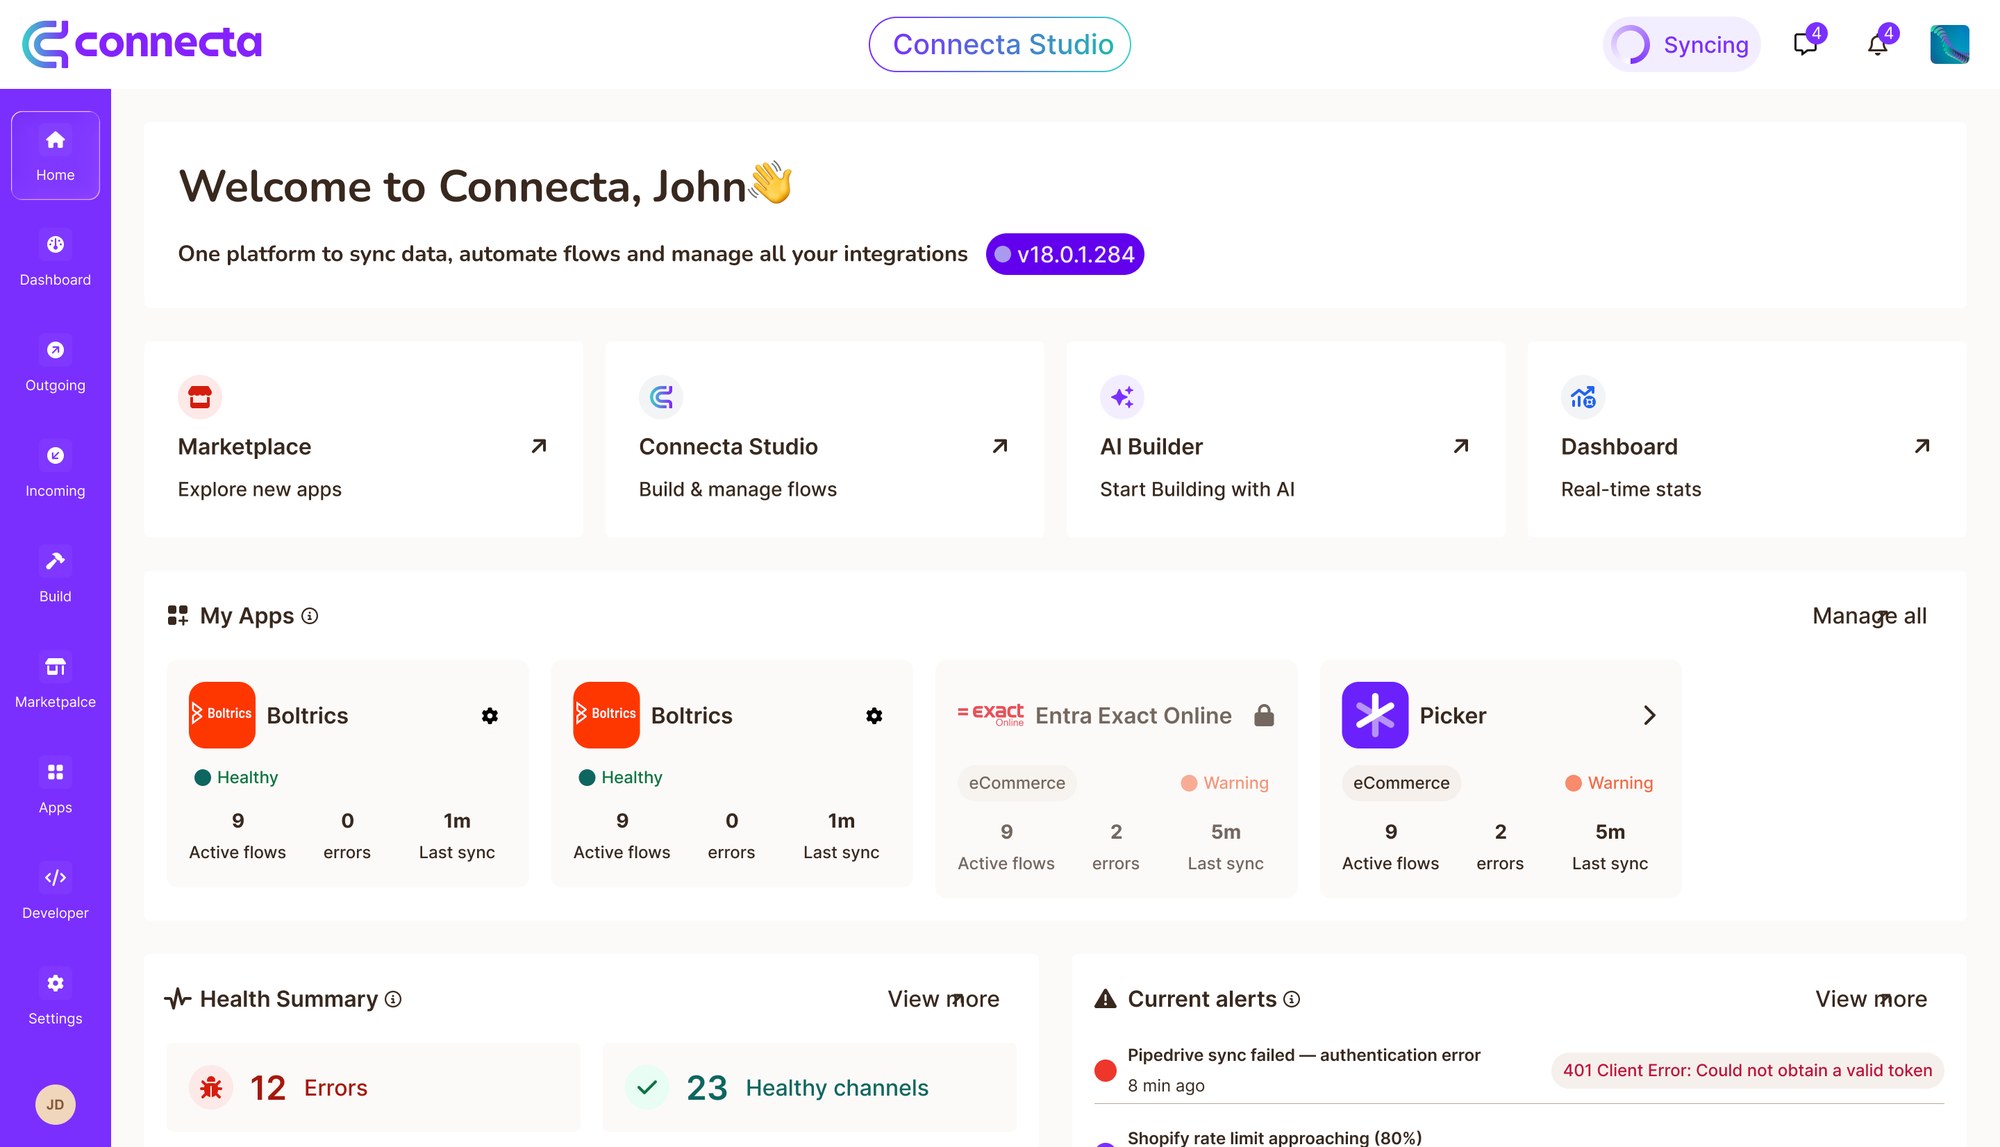 connecta
Connecta Studio
Syncing
4
4
Home
Dashboard
Outgoing
Incoming
Build
Marketpalce
Apps
Developer
Settings
JD
Welcome to Connecta, John👋
One platform to sync data, automate flows and manage all your integrations
v18.0.1.284
Marketplace
Explore new apps
Connecta Studio
Build & manage flows
AI Builder
Start Building with AI
Dashboard
Real-time stats
My Apps
Manage all
Boltrics
Boltrics
Healthy
9
0
1m
Active flows
errors
Last sync
Boltrics
Boltrics
Healthy
9
0
1m
Active flows
errors
Last sync
= exact
Online
Entra Exact Online
eCommerce
Warning
9
2
5m
Active flows
errors
Last sync
Picker
eCommerce
Warning
9
2
5m
Active flows
errors
Last sync
Health Summary
View more
12 Errors
23 Healthy channels
Current alerts
View more
Pipedrive sync failed — authentication error
8 min ago
401 Client Error: Could not obtain a valid token
Shopify rate limit approaching (80%)